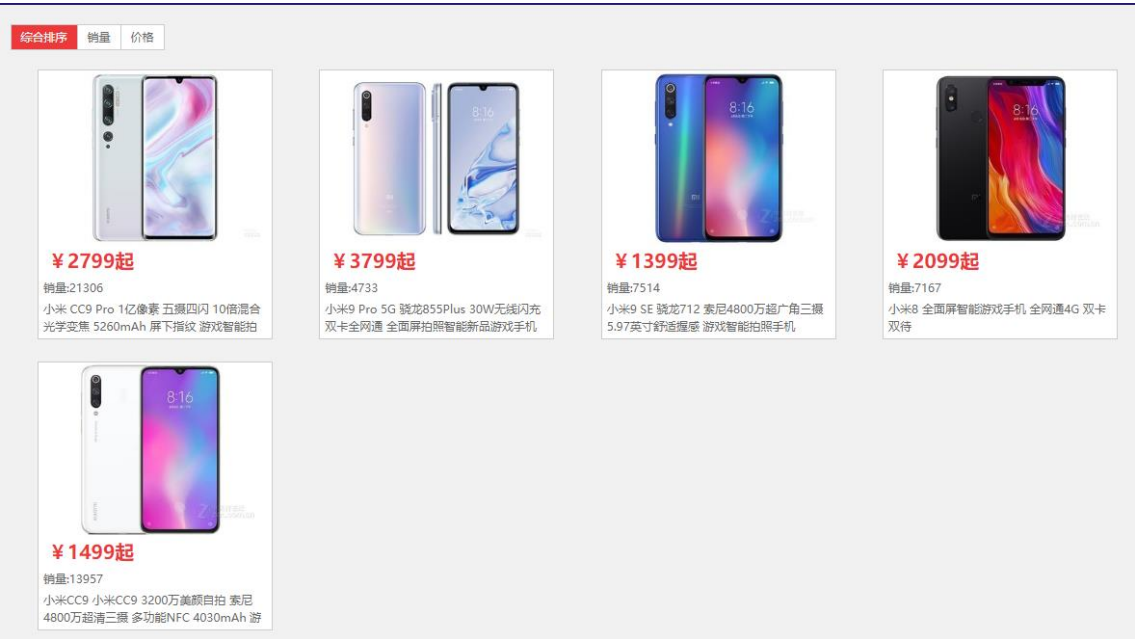 综合排序 销量 价格
8:16
8:16
8:16
￥2799起
￥3799起
￥1399起
￥2099起
销量:21306
销量:4733
销量:7514
销量:7167
小米 CC9 Pro 1亿像素 五摄四闪 10倍混合
光学变焦 5260mAh 屏下指纹 游戏智能拍
小米9 Pro 5G 骁龙855Plus 30W无线闪充
双卡全网通 全面屏拍照智能新品游戏手机
小米9 SE 骁龙712 索尼4800万超广角三摄
5.97英寸舒适握感 游戏智能拍照手机
小米8 全面屏智能游戏手机 全网通4G 双卡
双待
8:16
￥1499起
销量:13957
小米CC9 小米CC9 3200万美颜自拍 索尼
4800万超清三摄 多功能NFC 4030mAh 游